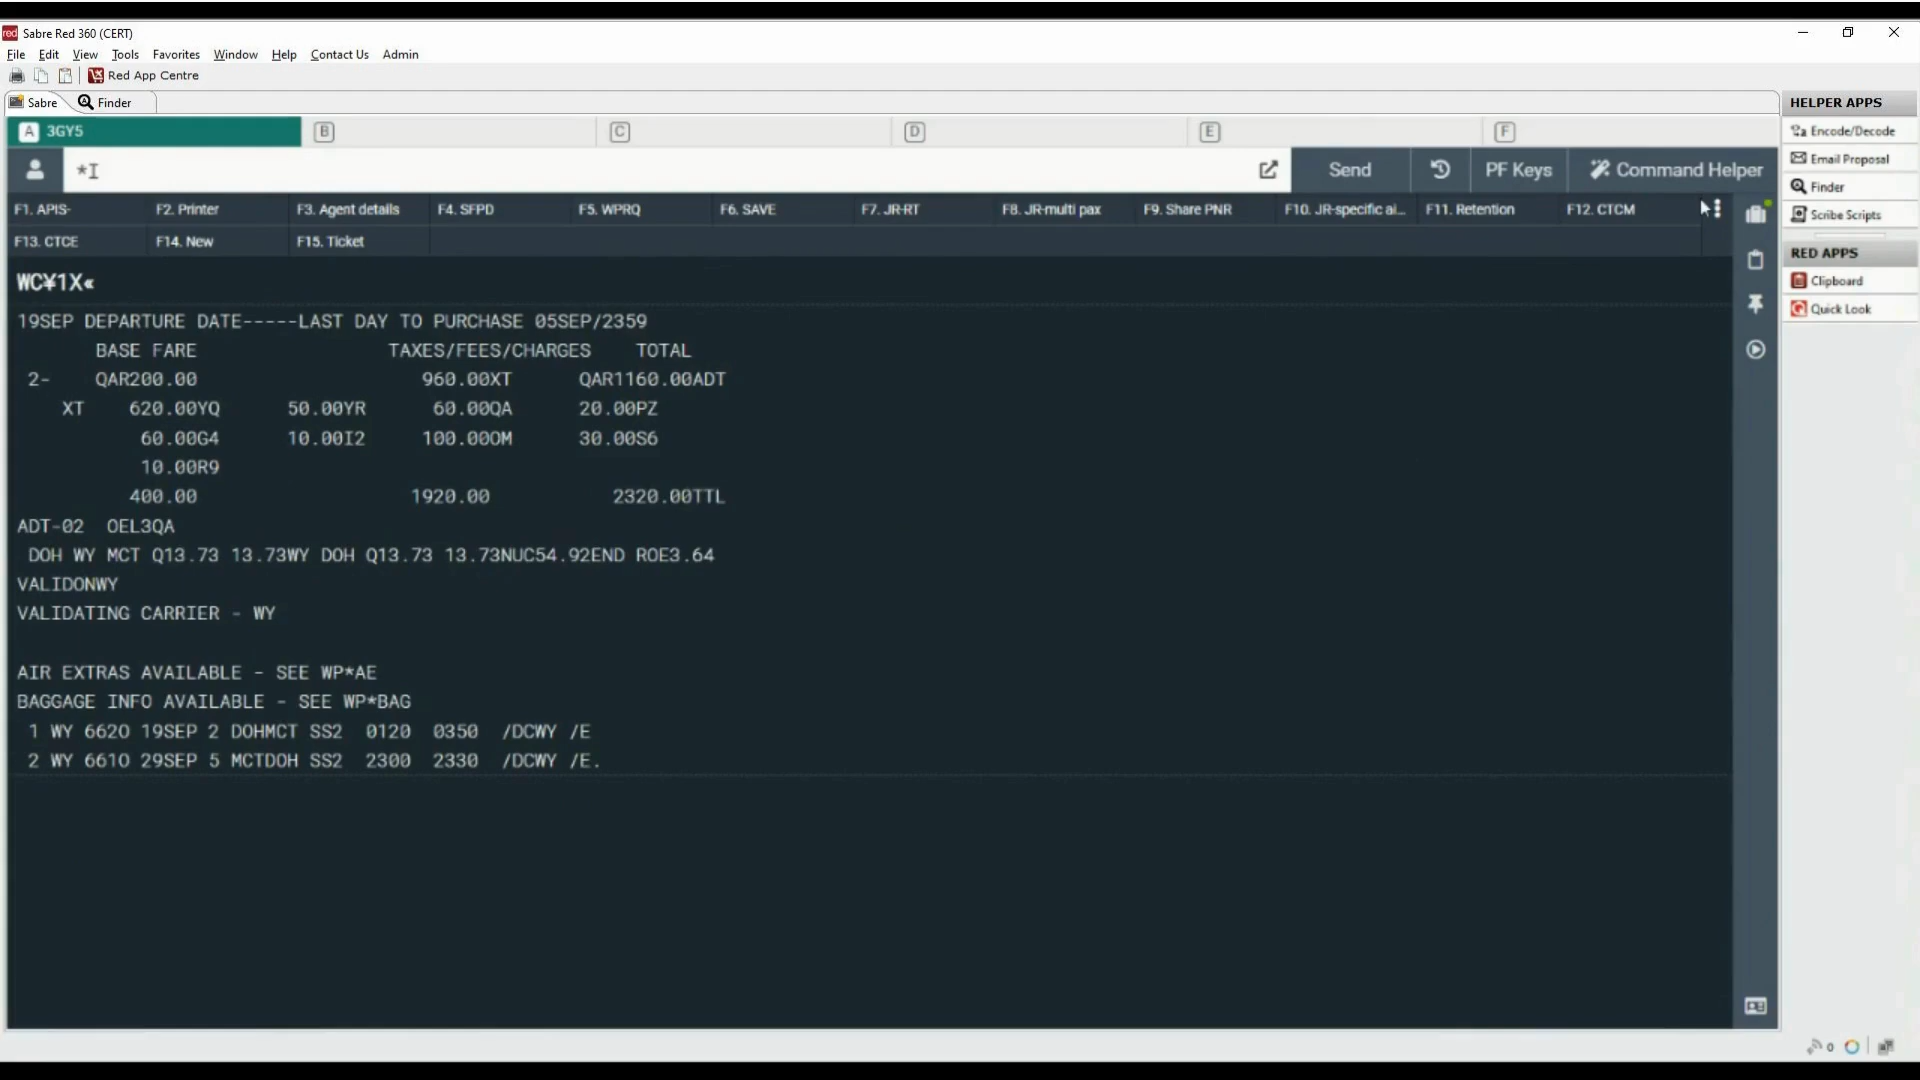 red Sabre Red 360 (CERT)
File Edit View Tools Favorites Window Help Contact Us Admin
Red App Centre
Sabre Finder
HELPER APPS
A 3GY5 B C D E F
Encode/Decode
*I Send PF Keys Command Helper
Email Proposal
Finder
F1. APIS- F2. Printer F3. Agent details F4. SFPD F5. WPRQ F6. SAVE F7. JR-RT F8. JR-multi pax F9. Share PNR F10. JR-specific ai... F11. Retention F12. CTCM
Scribe Scripts
F13. CTCE F14. New F15. Ticket
RED APPS
Clipboard
Quick Look
WC¥1X«
19SEP DEPARTURE DATE-----LAST DAY TO PURCHASE 05SEP/2359
BASE FARE TAXES/FEES/CHARGES TOTAL
2- QAR200.00 960.00XT QAR1160.00ADT
XT 620.00YQ 50.00YR 60.00QA 20.00PZ
60.00G4 10.00I2 100.00OM 30.00S6
10.00R9
400.00 1920.00 2320.00TTL
ADT-02 OEL3QA
DOH WY MCT Q13.73 13.73WY DOH Q13.73 13.73NUC54.92END ROE3.64
VALIDONWY
VALIDATING CARRIER - WY
AIR EXTRAS AVAILABLE - SEE WP*AE
BAGGAGE INFO AVAILABLE - SEE WP*BAG
1 WY 662O 19SEP 2 DOHMCT SS2 0120 0350 /DCWY /E
2 WY 661O 29SEP 5 MCTDOH SS2 2300 2330 /DCWY /E.
0